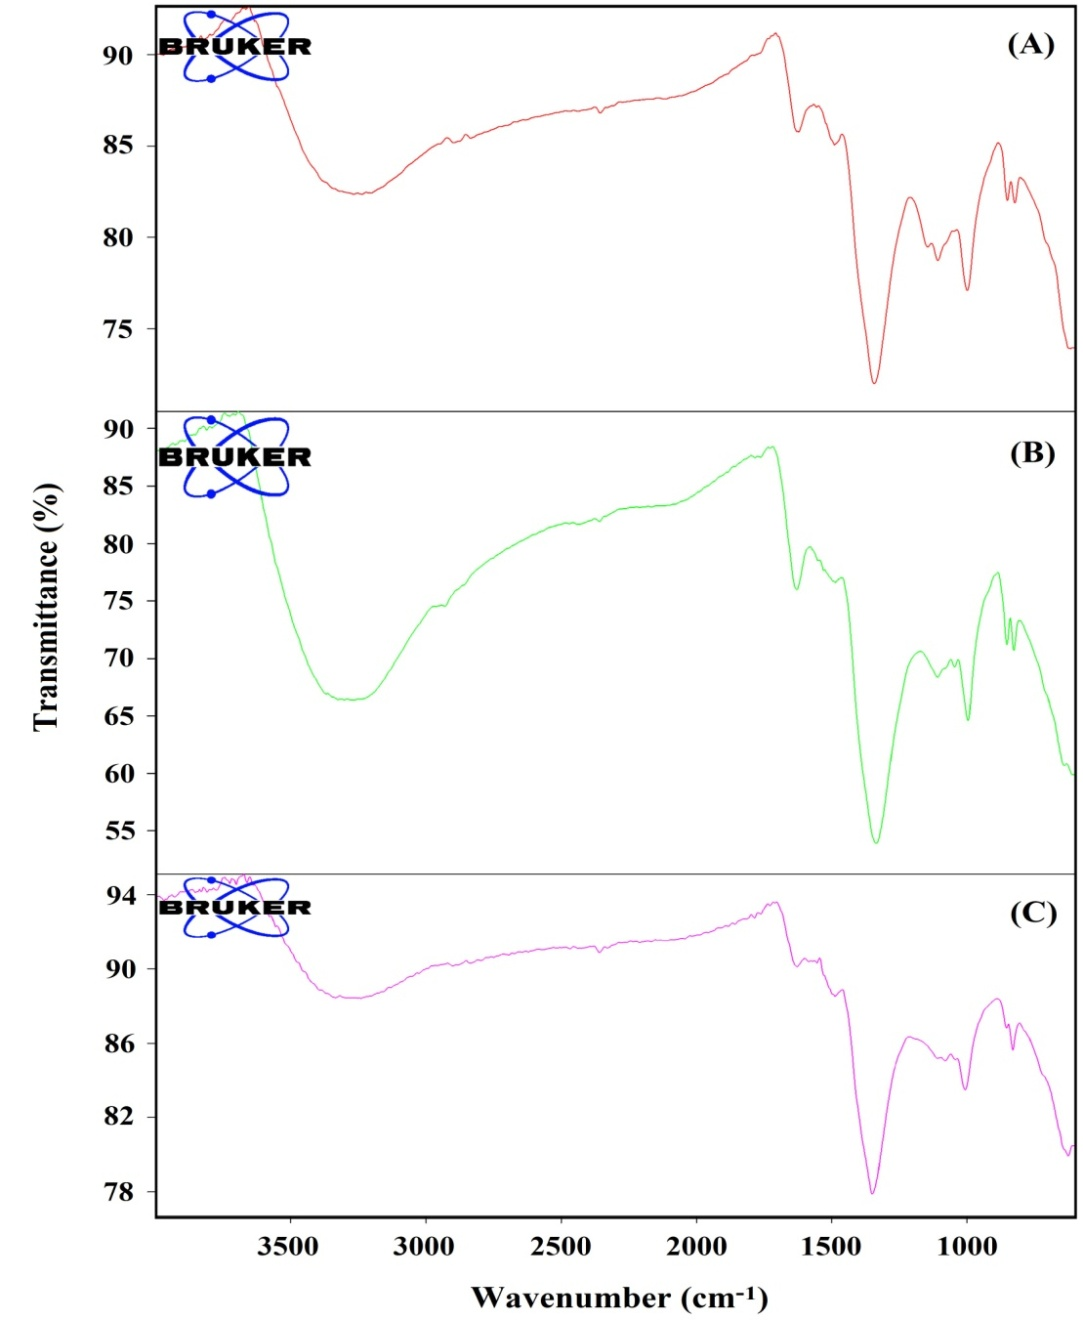 BRUKER
(A)
90
85
80
75
BRUKER
(B)
90
85
80
75
70
65
60
55
BRUKER
(C)
94
90
86
82
78
Transmittance (%)
3500 3000 2500 2000 1500 1000
Wavenumber (cm⁻¹)